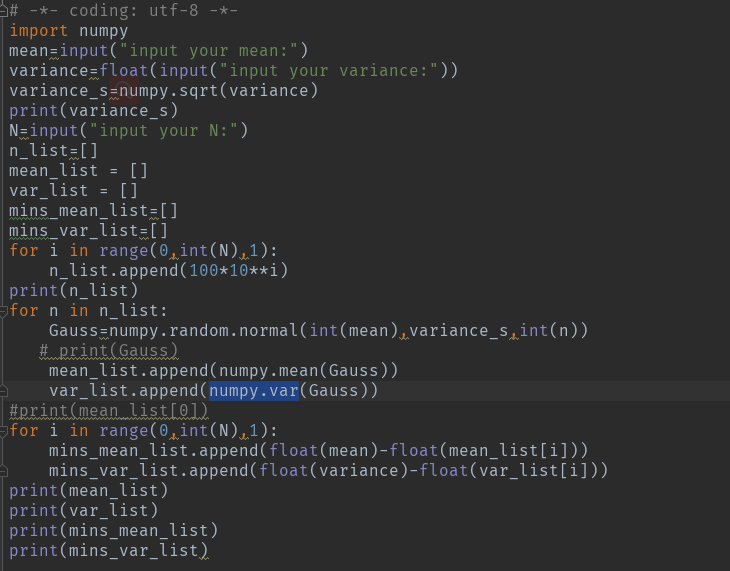 # -*- coding: utf-8 -*-
import numpy
mean=input("input your mean:")
variance=float(input("input your variance:"))
variance_s=numpy.sqrt(variance)
print(variance_s)
N=input("input your N:")
n_list=[]
mean_list = []
var_list = []
mins_mean_list=[]
mins_var_list=[]
for i in range(0,int(N),1):
    n_list.append(100*10**i)
print(n_list)
for n in n_list:
    Gauss=numpy.random.normal(int(mean),variance_s,int(n))
   # print(Gauss)
    mean_list.append(numpy.mean(Gauss))
    var_list.append(numpy.var(Gauss))
#print(mean_list[0])
for i in range(0,int(N),1):
    mins_mean_list.append(float(mean)-float(mean_list[i]))
    mins_var_list.append(float(variance)-float(var_list[i]))
print(mean_list)
print(var_list)
print(mins_mean_list)
print(mins_var_list)